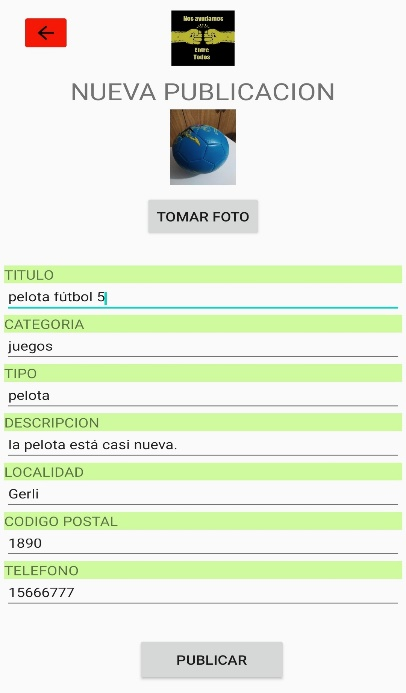 Nos ayudamos
Entre
Todos
NUEVA PUBLICACION
TOMAR FOTO
TITULO
pelota fútbol 5
CATEGORIA
juegos
TIPO
pelota
DESCRIPCION
la pelota está casi nueva.
LOCALIDAD
Gerli
CODIGO POSTAL
1890
TELEFONO
15666777
PUBLICAR